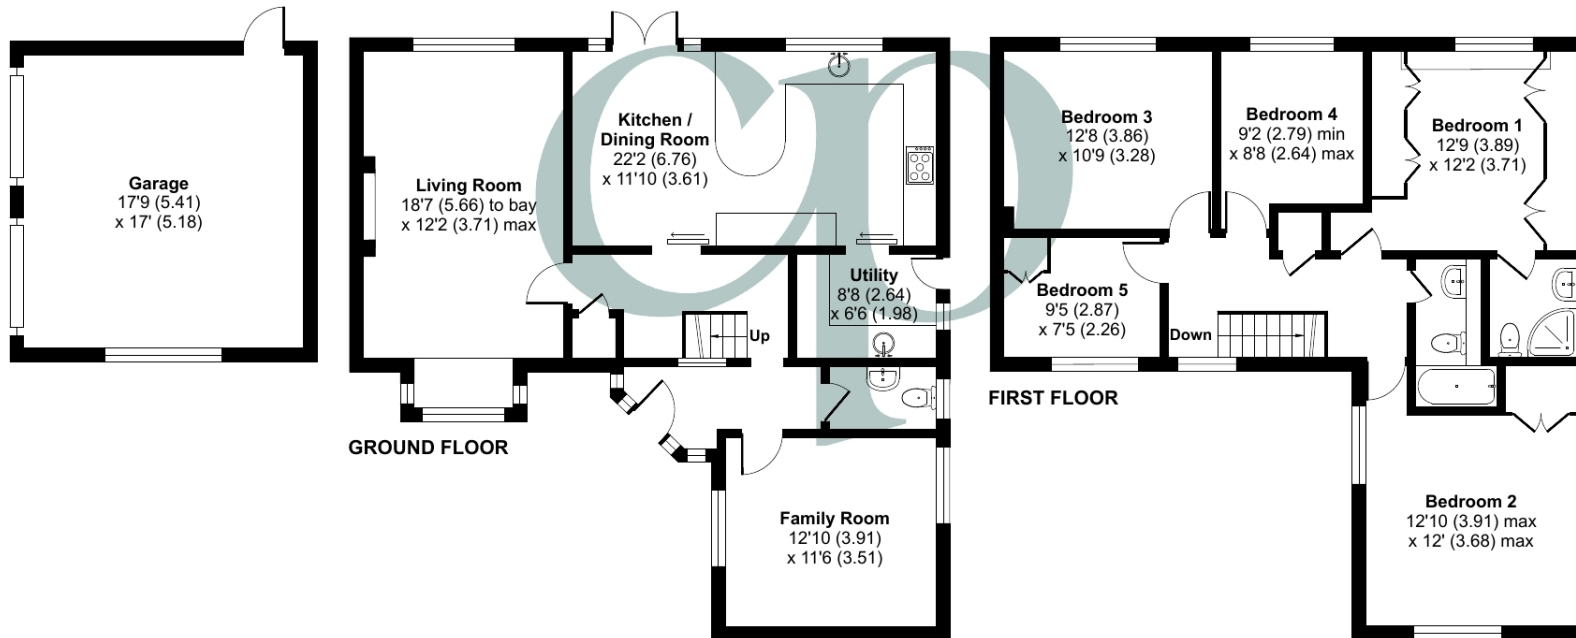 Garage
17'9 (5.41)
x 17' (5.18)
Living Room
18'7 (5.66) to bay
x 12'2 (3.71) max
Kitchen /
Dining Room
22'2 (6.76)
x 11'10 (3.61)
Utility
8'8 (2.64)
x 6'6 (1.98)
Up
GROUND FLOOR
Family Room
12'10 (3.91)
x 11'6 (3.51)
Bedroom 3
12'8 (3.86)
x 10'9 (3.28)
Bedroom 4
9'2 (2.79) min
x 8'8 (2.64) max
Bedroom 1
12'9 (3.89)
x 12'2 (3.71)
Bedroom 5
9'5 (2.87)
x 7'5 (2.26)
Down
FIRST FLOOR
Bedroom 2
12'10 (3.91) max
x 12' (3.68) max
cp